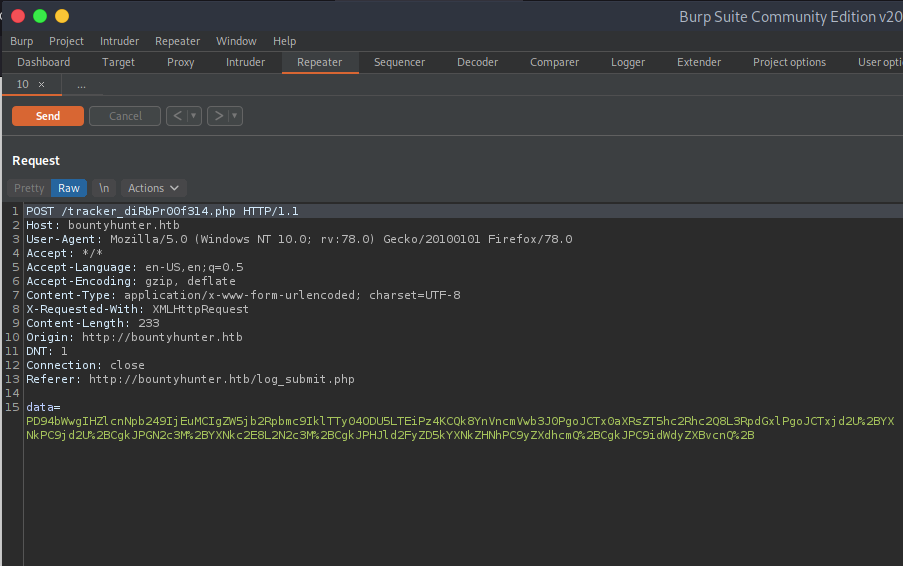 Burp Suite Community Edition v20
Burp Project Intruder Repeater Window Help
Dashboard Target Proxy Intruder Repeater Sequencer Decoder Comparer Logger Extender Project options User opti
10 × ...
Send Cancel < ▾ > ▾
Request
Pretty Raw \n Actions
1 POST /tracker_diRbPr00f314.php HTTP/1.1
2 Host: bountyhunter.htb
3 User-Agent: Mozilla/5.0 (Windows NT 10.0; rv:78.0) Gecko/20100101 Firefox/78.0
4 Accept: */*
5 Accept-Language: en-US,en;q=0.5
6 Accept-Encoding: gzip, deflate
7 Content-Type: application/x-www-form-urlencoded; charset=UTF-8
8 X-Requested-With: XMLHttpRequest
9 Content-Length: 233
10 Origin: http://bountyhunter.htb
11 DNT: 1
12 Connection: close
13 Referer: http://bountyhunter.htb/log_submit.php
14
15 data=
PD94bWwgIHZlcnNpb249IjEuMCIgZW5jb2Rpbmc9IklTTy04ODU5LTEiPz4KCQk8YnVncmVwb3J0PgoJCTx0aXRsZT5hc2Rhc2Q8L3RpdGxlPgoJCTxjd2U%2BYX
NkPC9jd2U%2BCgkJPGN2c3M%2BYXNkc2E8L2N2c3M%2BCgkJPHJld2FyZD5kYXNkZHNhPC9yZXdhcmQ%2BCgkJPC9idWdyZXBvcnQ%2B